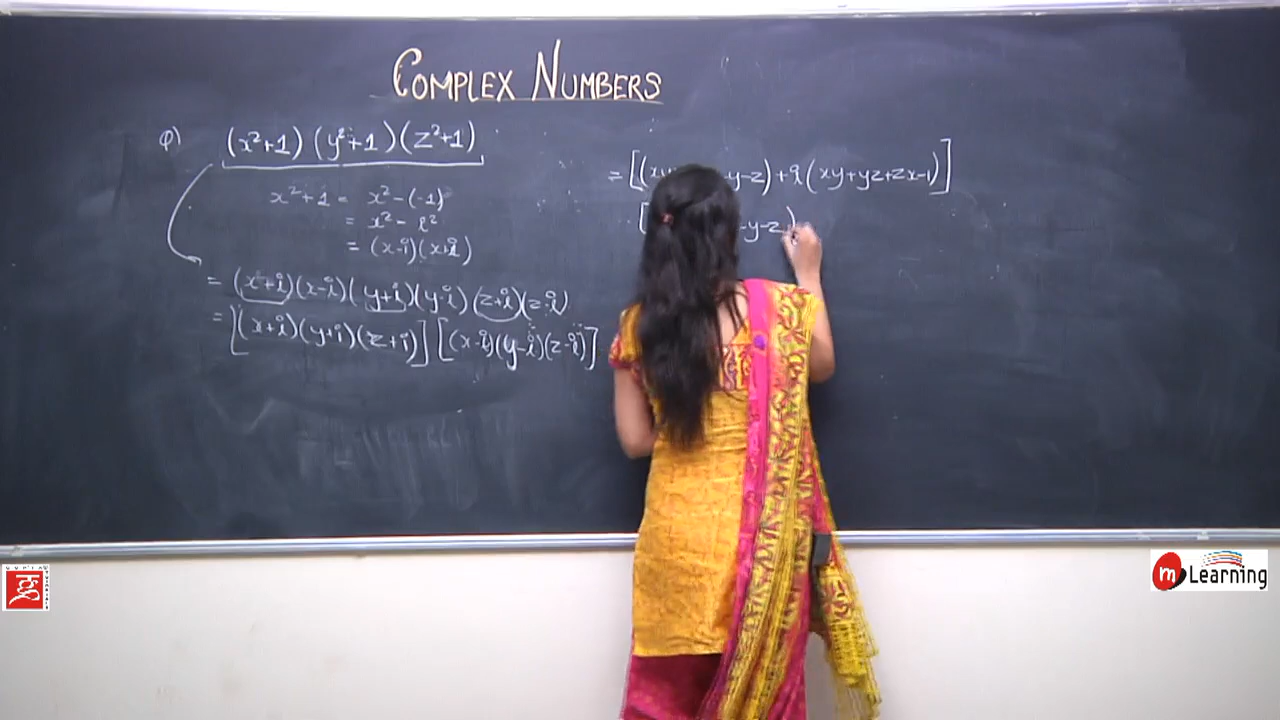 COMPLEX NUMBERS
Q) (x²+1) (y²+1) (z²+1)
x²+1 = x² - (-1)
= x² - i²
= (x-i)(x+i)
= (x+i)(x-i)(y+i)(y-i)(z+i)(z-i)
= [(x+i)(y+i)(z+i)] [(x-i)(y-i)(z-i)]
= [(xy y-z) + i(xy+yz+zx-1)]
[ -y-z)
m Learning